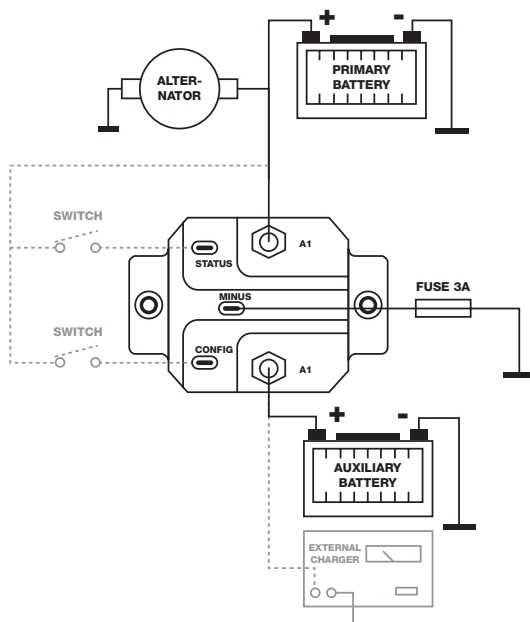 + -
ALTER-
NATOR
PRIMARY
BATTERY
SWITCH
A1
STATUS
MINUS
FUSE 3A
SWITCH
CONFIG
A1
+ -
AUXILIARY
BATTERY
EXTERNAL
CHARGER